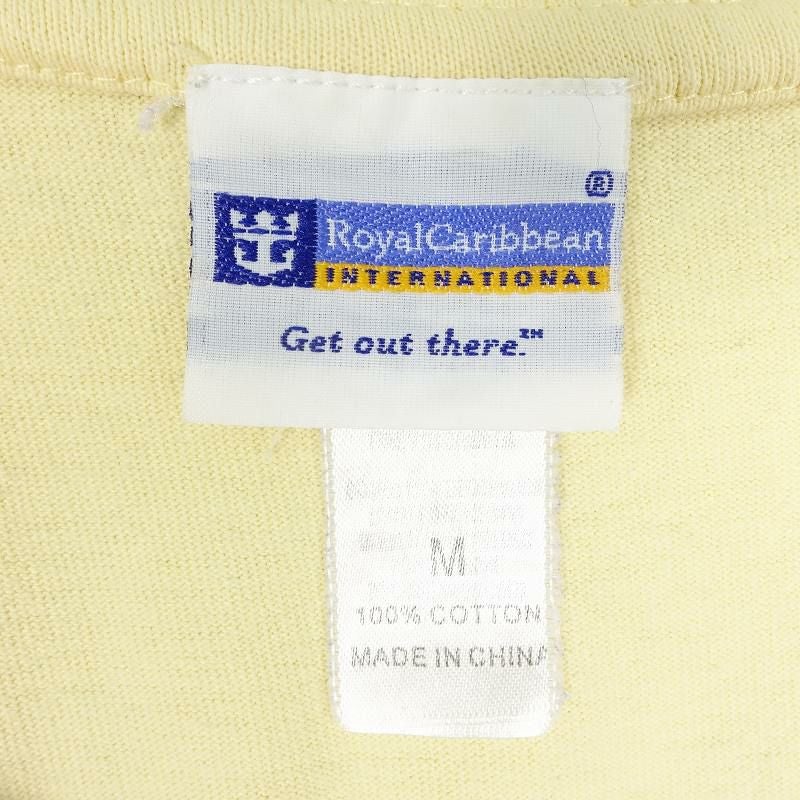 ®
RoyalCaribbean
INTERNATIONAL
Get out there.™
M
100% COTTON
MADE IN CHINA